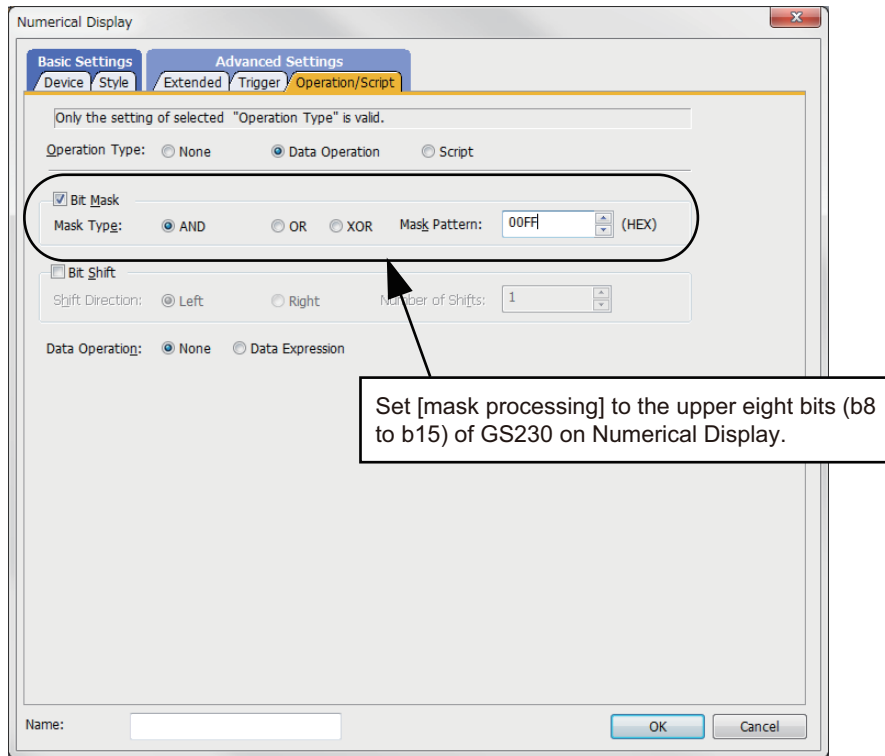 Numerical Display
Basic Settings
Advanced Settings
Device Style Extended Trigger Operation/Script
Only the setting of selected "Operation Type" is valid.
Operation Type: None Data Operation Script
Bit Mask
Mask Type: AND OR XOR Mask Pattern: 00FF (HEX)
Bit Shift
Shift Direction: Left Right Number of Shifts: 1
Data Operation: None Data Expression
Set [mask processing] to the upper eight bits (b8
to b15) of GS230 on Numerical Display.
Name: OK Cancel